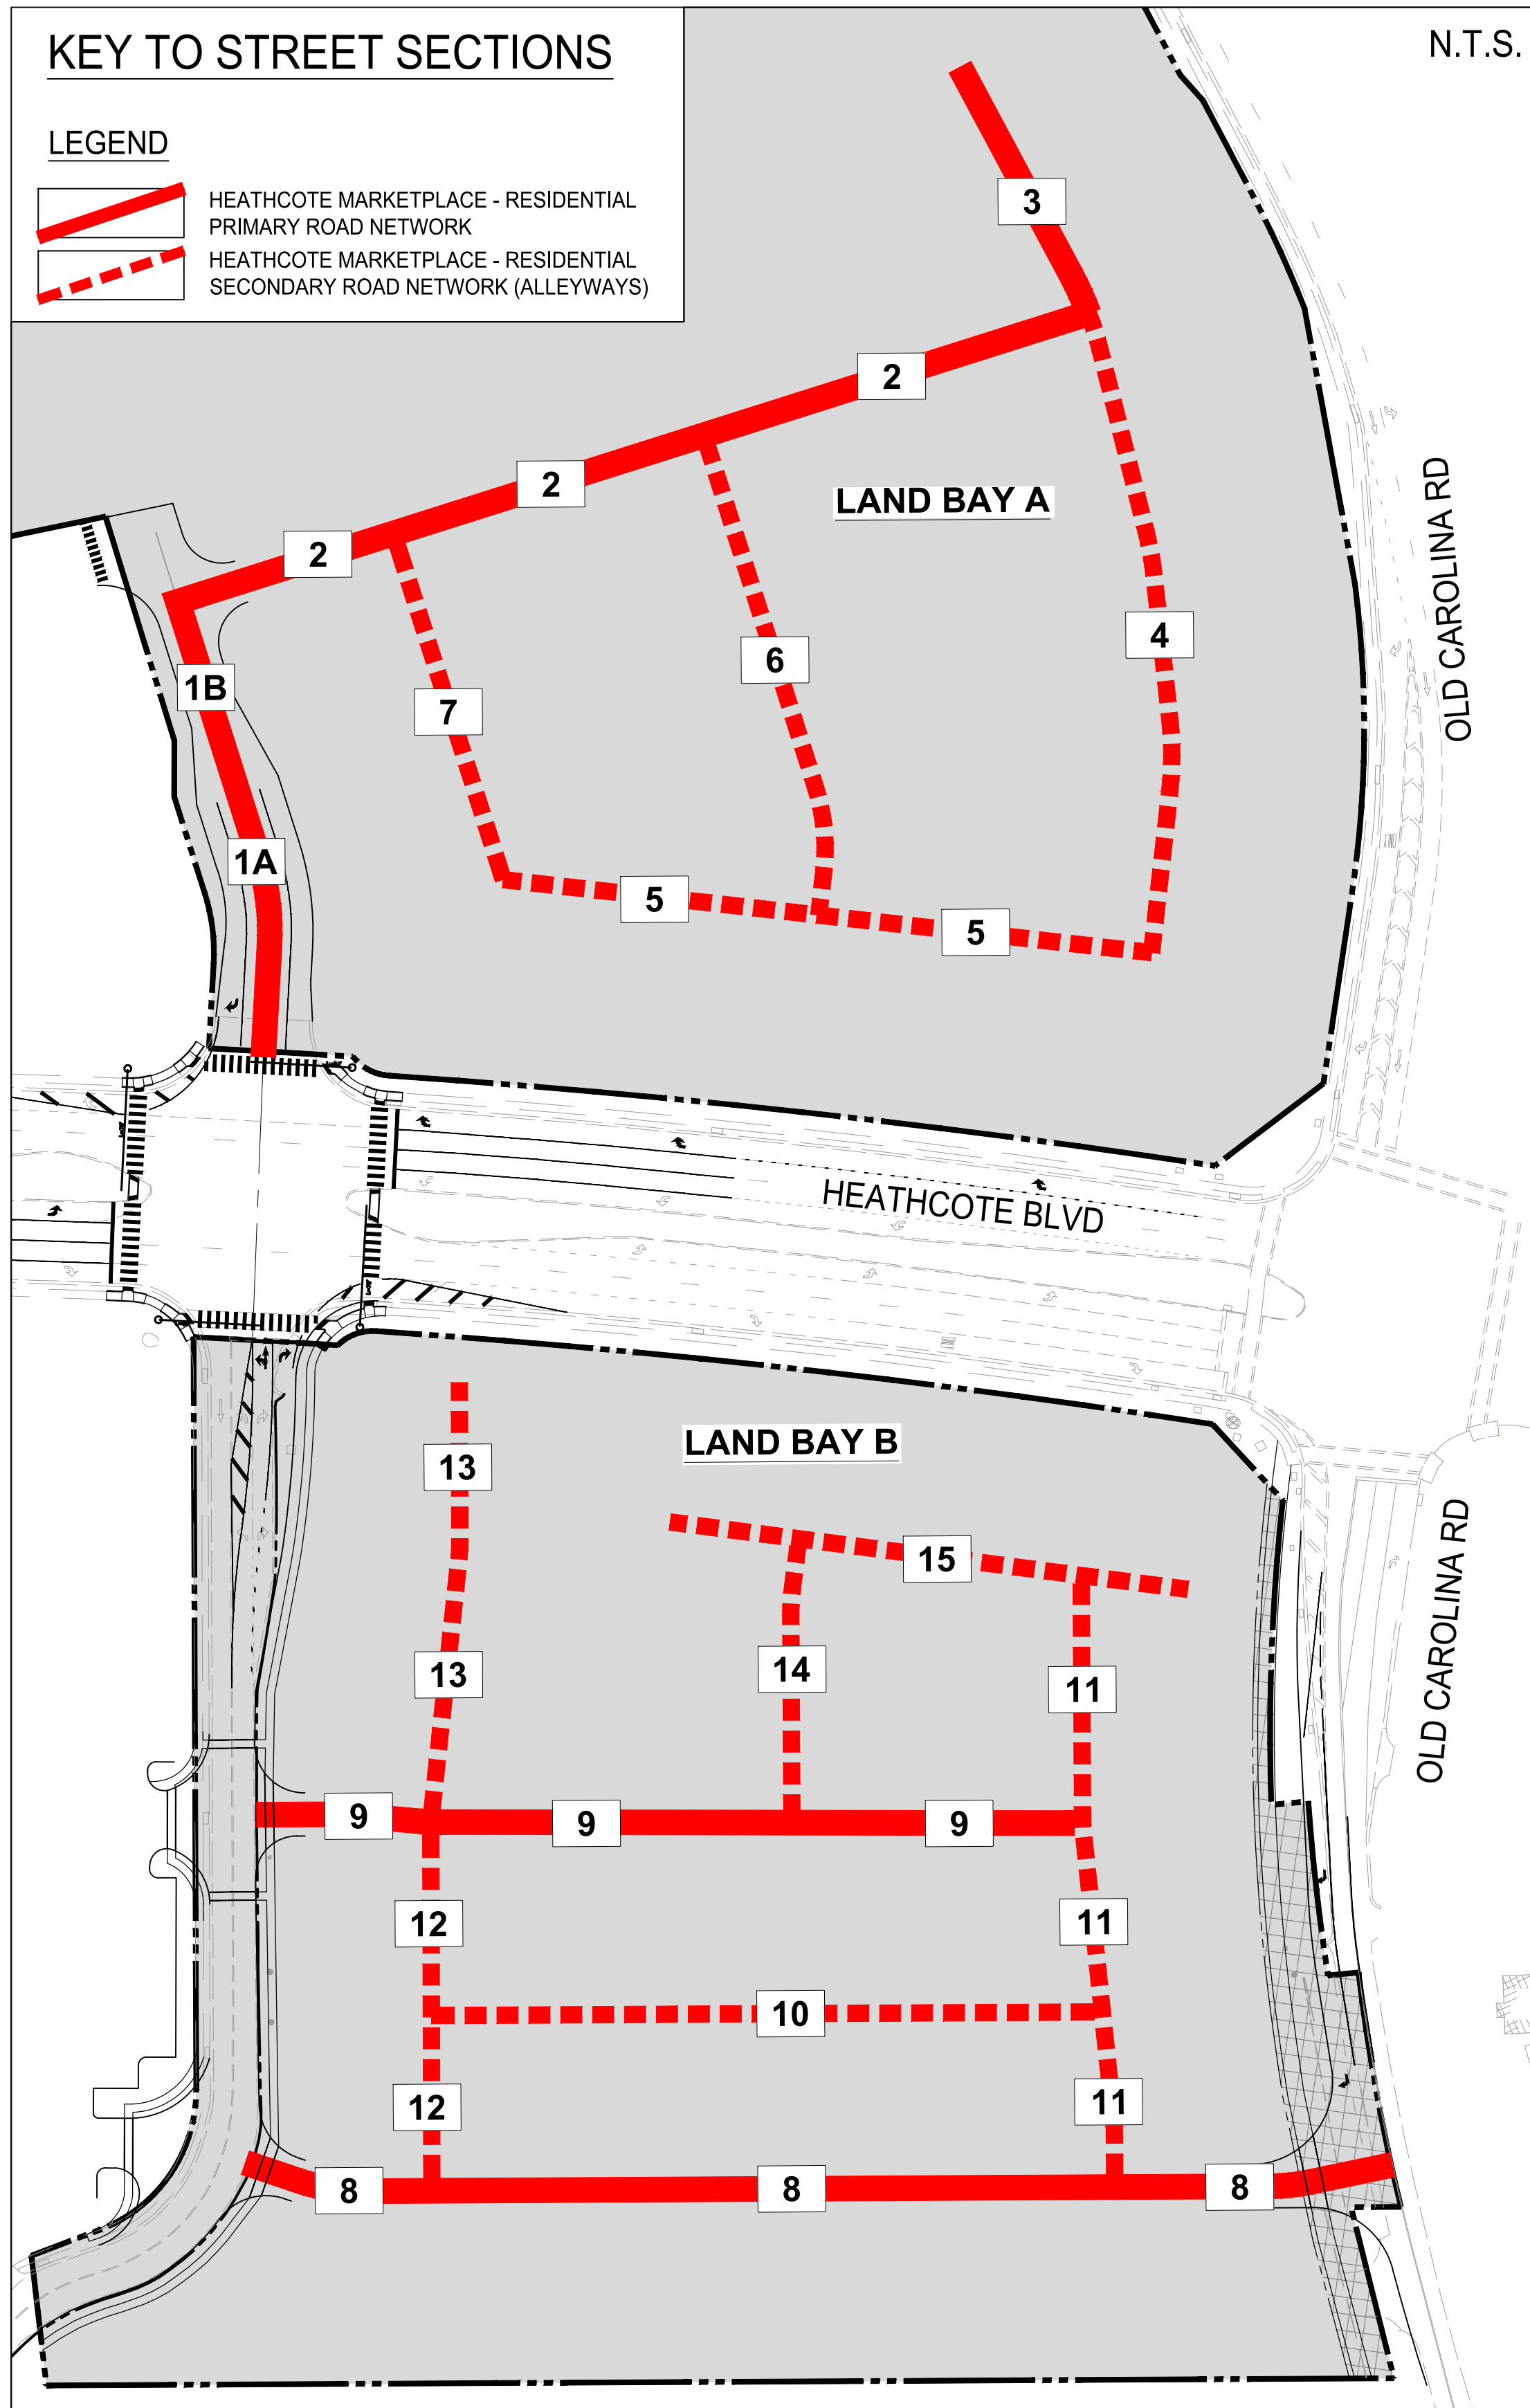 KEY TO STREET SECTIONS
N.T.S.
LEGEND
HEATHCOTE MARKETPLACE - RESIDENTIAL
PRIMARY ROAD NETWORK
HEATHCOTE MARKETPLACE - RESIDENTIAL
SECONDARY ROAD NETWORK (ALLEYWAYS)
3
2
2
LAND BAY A
2
OLD CAROLINA RD
4
6
1B
7
1A
5
5
HEATHCOTE BLVD
LAND BAY B
13
15
13
14
11
OLD CAROLINA RD
9
9
9
12
11
10
12
11
8
8
8